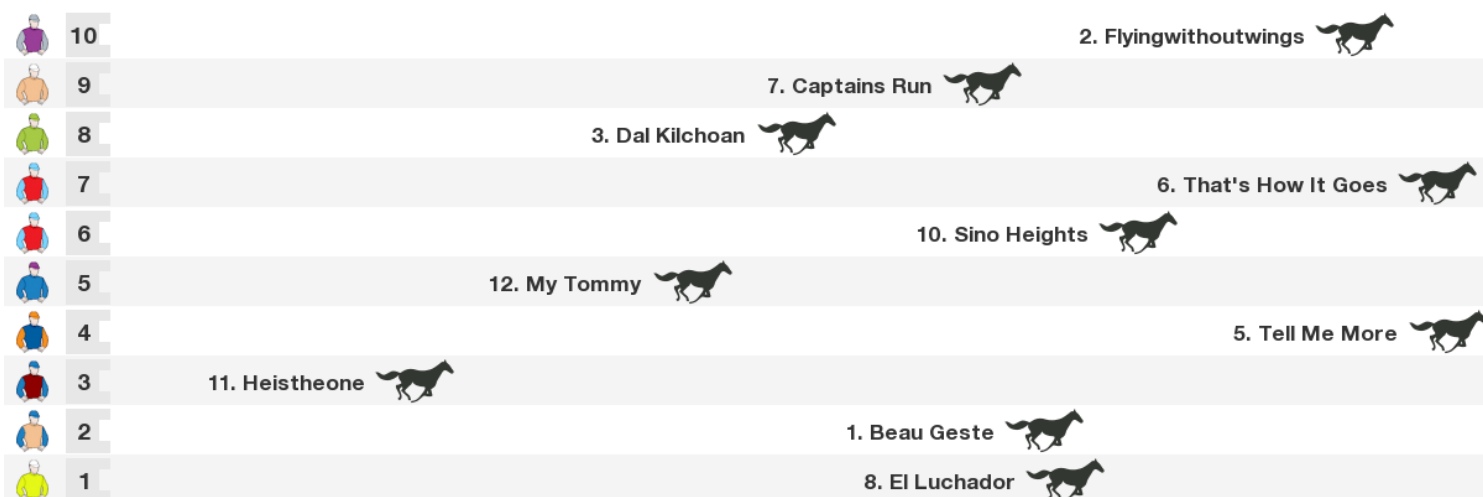 10 2. Flyingwithoutwings
9 7. Captains Run
8 3. Dal Kilchoan
7 6. That's How It Goes
6 10. Sino Heights
5 12. My Tommy
4 5. Tell Me More
3 11. Heistheone
2 1. Beau Geste
1 8. El Luchador